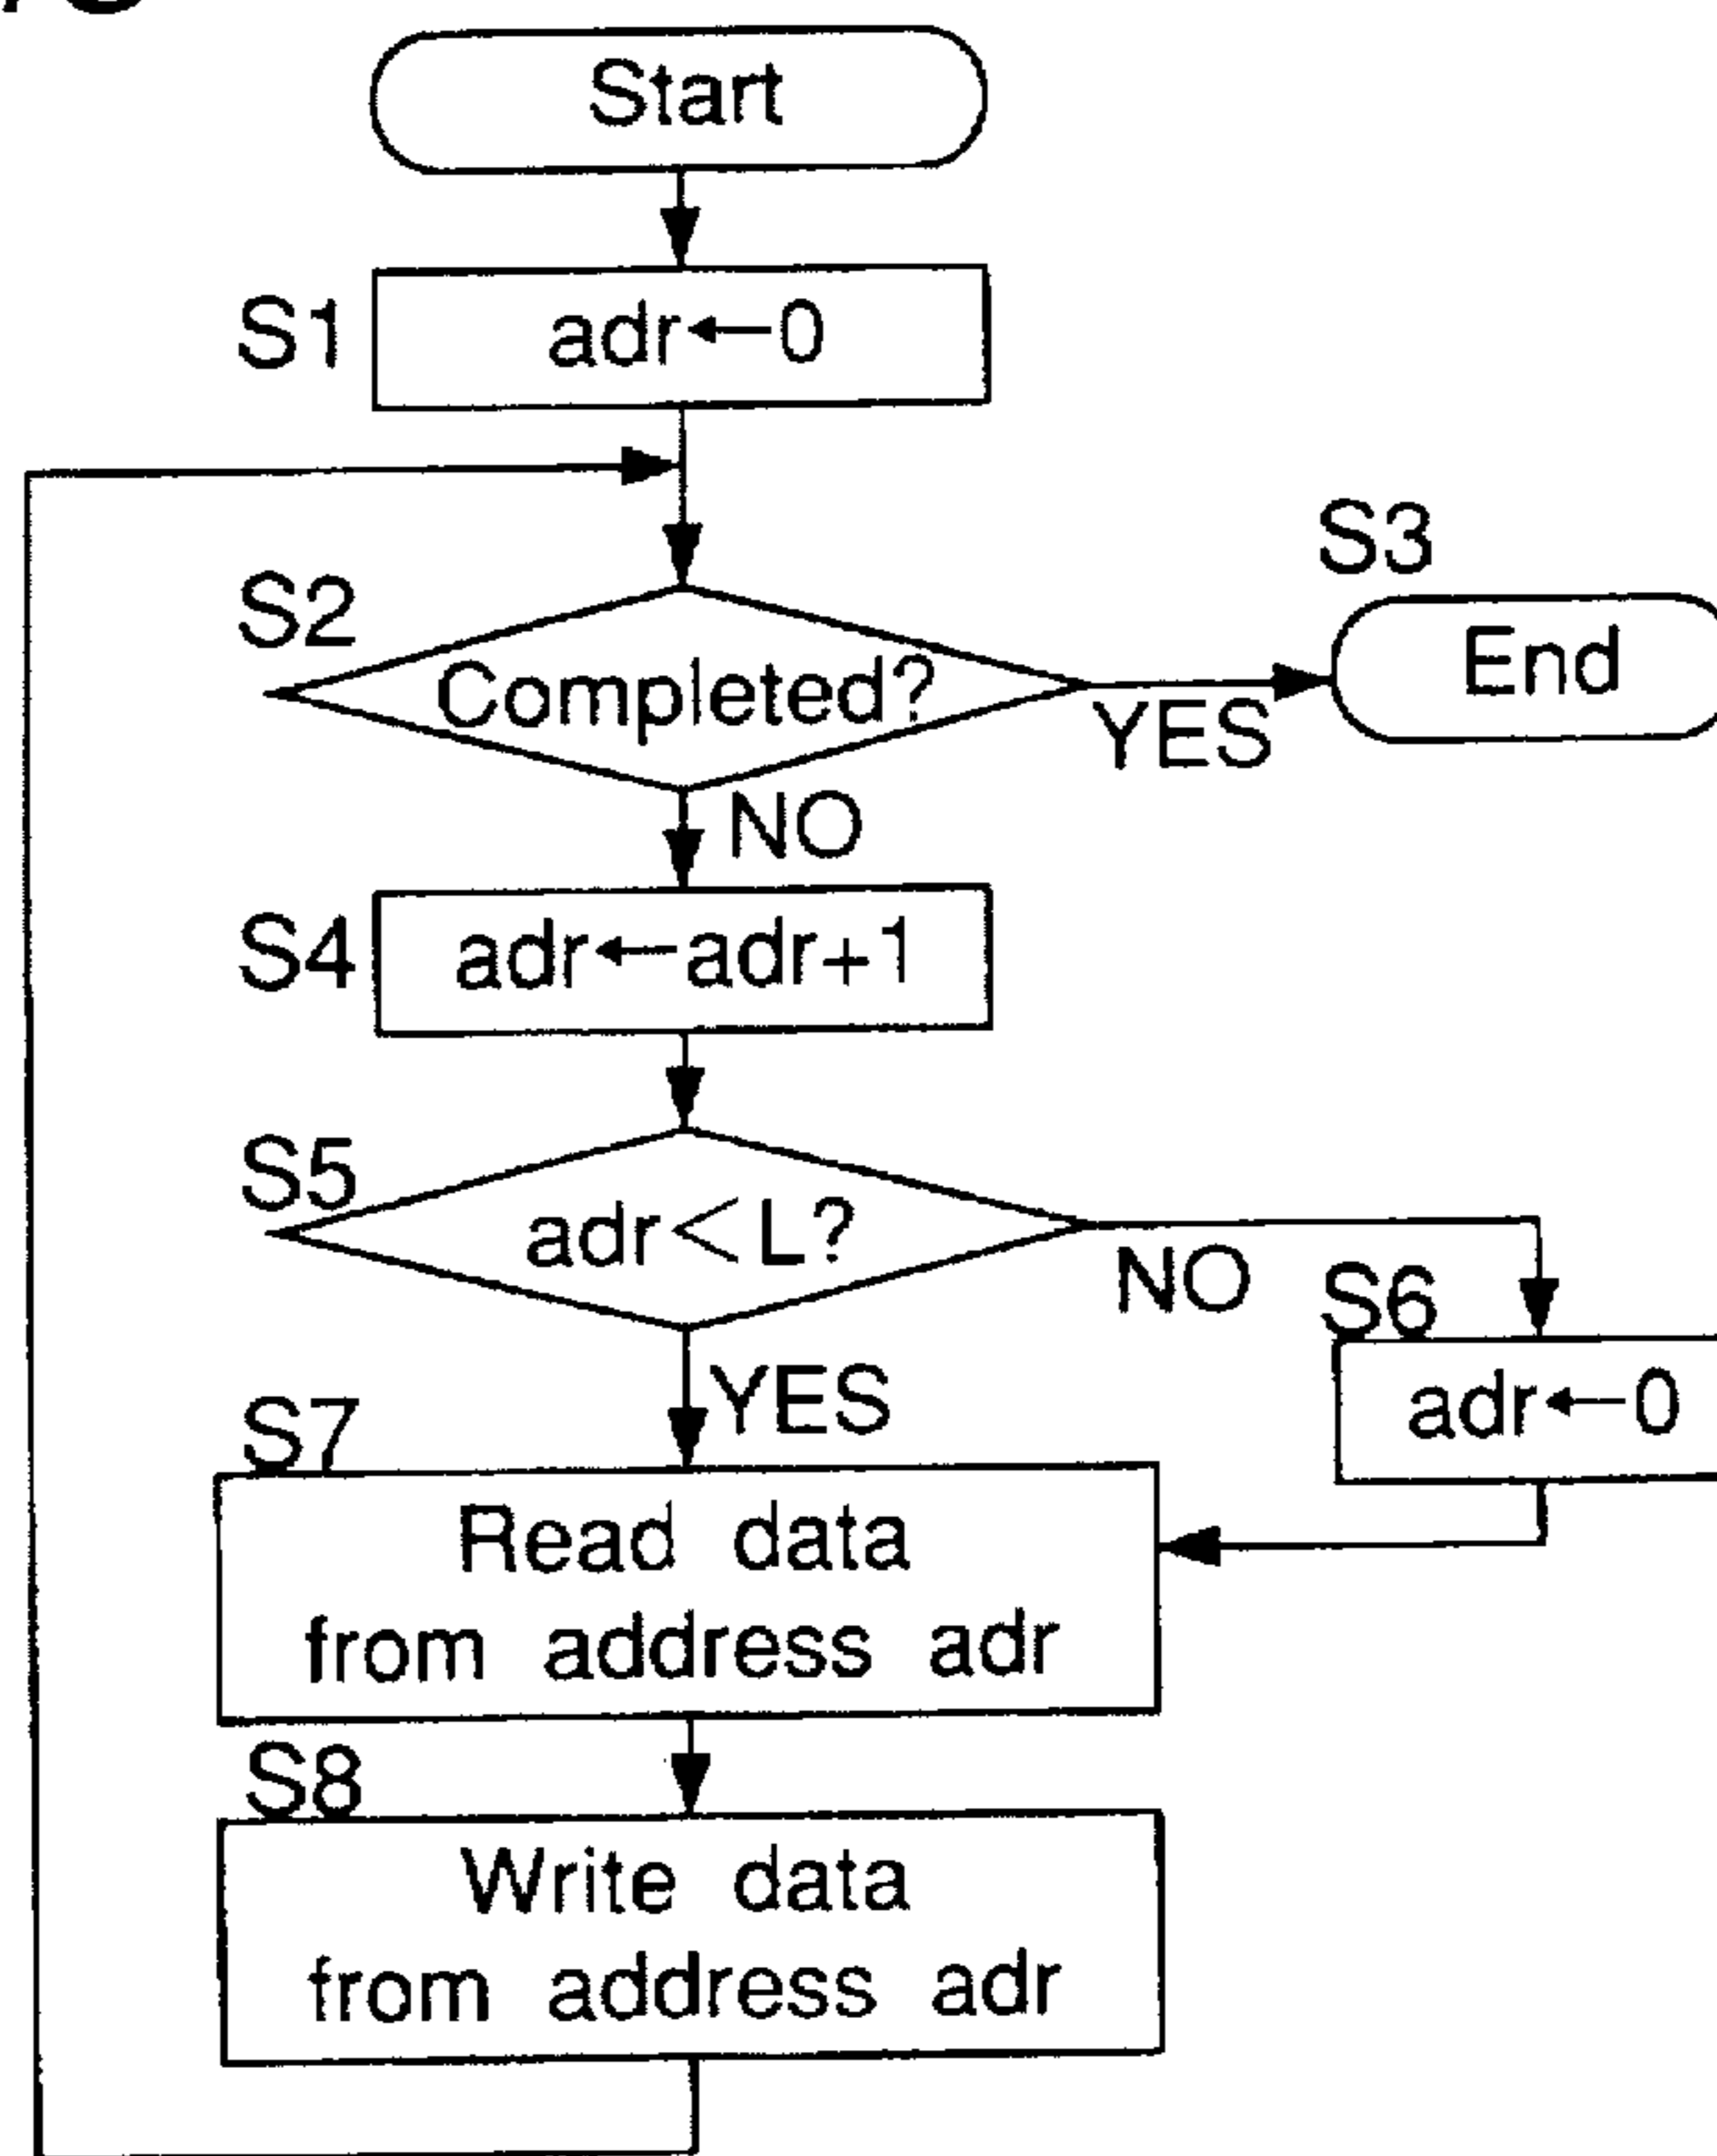 Start
S1
adr←0
S2
Completed?
YES
S3
End
NO
S4
adr←adr+1
S5
adr<L?
NO
S6
adr←0
YES
S7
Read data
from address adr
S8
Write data
from address adr